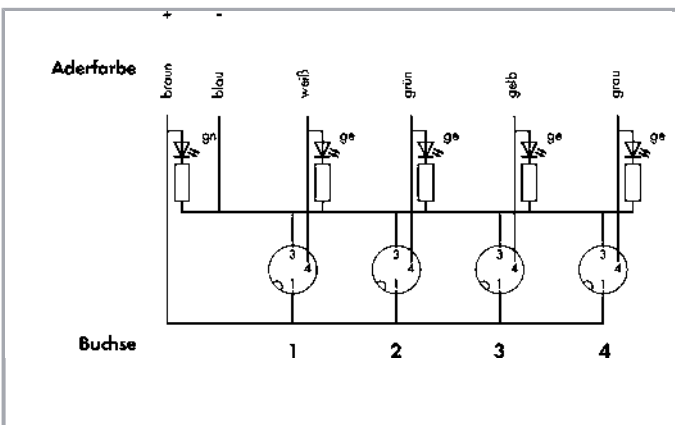 + -
Aderfarbe braun blau weiß grün gelb grau
gn ge ge ge ge
3 4 3 4 3 4 3 4
1 1 1 1
Buchse 1 2 3 4